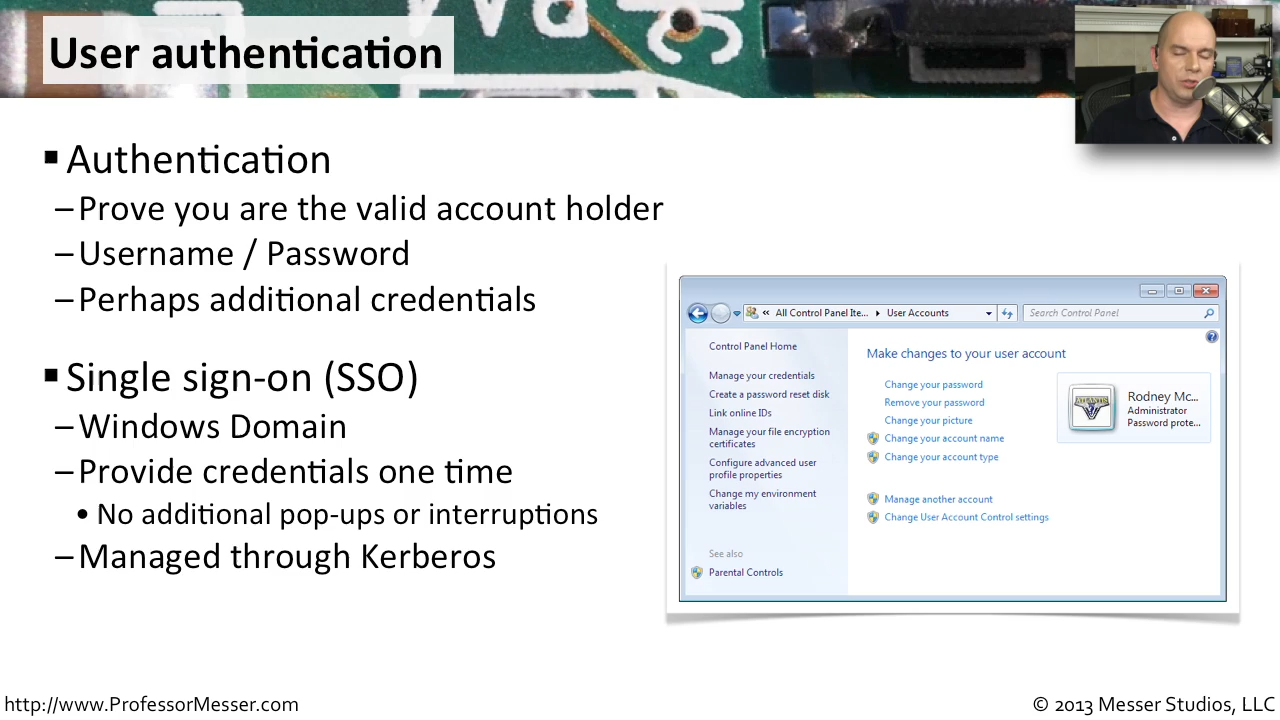 User authentication
▪ Authentication
– Prove you are the valid account holder
– Username / Password
– Perhaps additional credentials
▪ Single sign-on (SSO)
– Windows Domain
– Provide credentials one time
• No additional pop-ups or interruptions
– Managed through Kerberos
« All Control Panel Ite... ▸ User Accounts
Search Control Panel
Control Panel Home
Manage your credentials
Create a password reset disk
Link online IDs
Manage your file encryption
certificates
Configure advanced user
profile properties
Change my environment
variables
See also
Parental Controls
Make changes to your user account
Change your password
Remove your password
Change your picture
Change your account name
Change your account type
Manage another account
Change User Account Control settings
ATLANTIS
Rodney Mc...
Administrator
Password prote...
http://www.ProfessorMesser.com
© 2013 Messer Studios, LLC